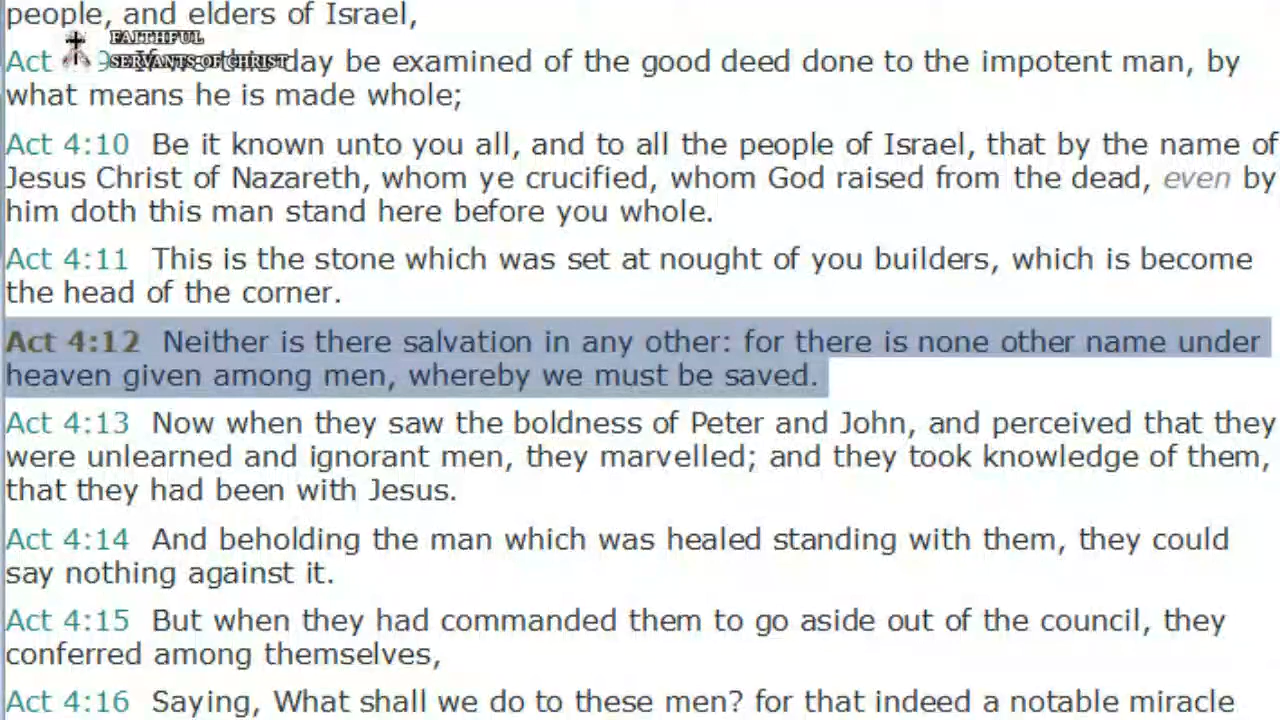 people, and elders of Israel,
FAITHFUL
SERVANTS OF CHRIST
Act 9 If we this day be examined of the good deed done to the impotent man, by
what means he is made whole;
Act 4:10 Be it known unto you all, and to all the people of Israel, that by the name of
Jesus Christ of Nazareth, whom ye crucified, whom God raised from the dead, even by
him doth this man stand here before you whole.
Act 4:11 This is the stone which was set at nought of you builders, which is become
the head of the corner.
Act 4:12 Neither is there salvation in any other: for there is none other name under
heaven given among men, whereby we must be saved.
Act 4:13 Now when they saw the boldness of Peter and John, and perceived that they
were unlearned and ignorant men, they marvelled; and they took knowledge of them,
that they had been with Jesus.
Act 4:14 And beholding the man which was healed standing with them, they could
say nothing against it.
Act 4:15 But when they had commanded them to go aside out of the council, they
conferred among themselves,
Act 4:16 Saying, What shall we do to these men? for that indeed a notable miracle